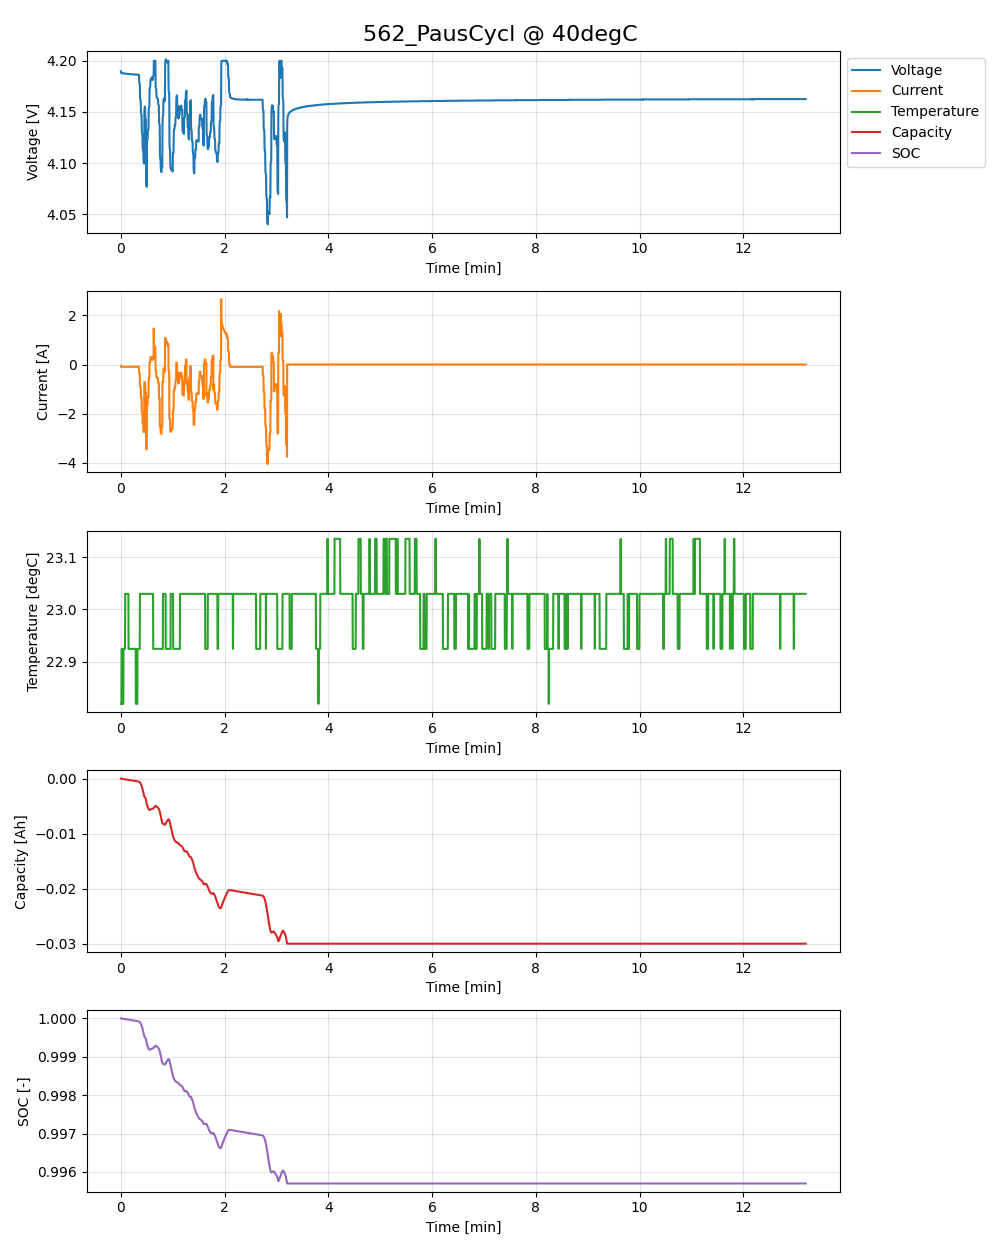 562_PausCycl @ 40degC
4.20
4.15
4.10
4.05
Voltage [V]
0 2 4 6 8 10 12
Time [min]
Voltage
Current
Temperature
Capacity
SOC
2
0
−2
−4
Current [A]
0 2 4 6 8 10 12
Time [min]
23.1
23.0
22.9
Temperature [degC]
0 2 4 6 8 10 12
Time [min]
0.00
−0.01
−0.02
−0.03
Capacity [Ah]
0 2 4 6 8 10 12
Time [min]
1.000
0.999
0.998
0.997
0.996
SOC [-]
0 2 4 6 8 10 12
Time [min]